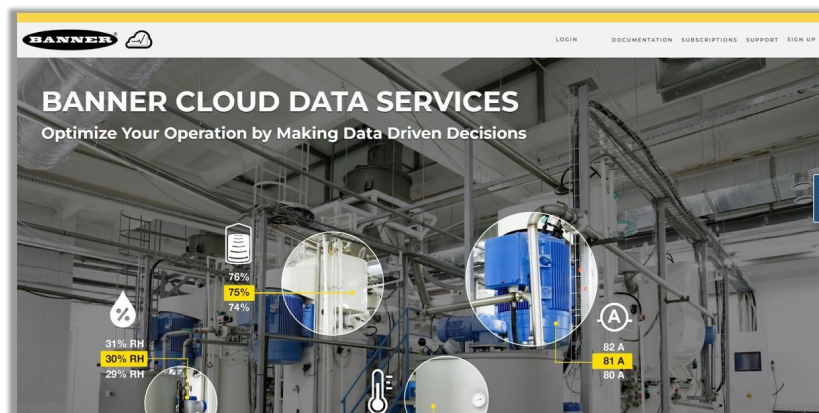 BANNER
LOGIN
DOCUMENTATION
SUBSCRIPTIONS
SUPPORT
SIGN UP
BANNER CLOUD DATA SERVICES
Optimize Your Operation by Making Data Driven Decisions
76%
75%
74%
%
31% RH
30% RH
29% RH
A
82 A
81 A
80 A